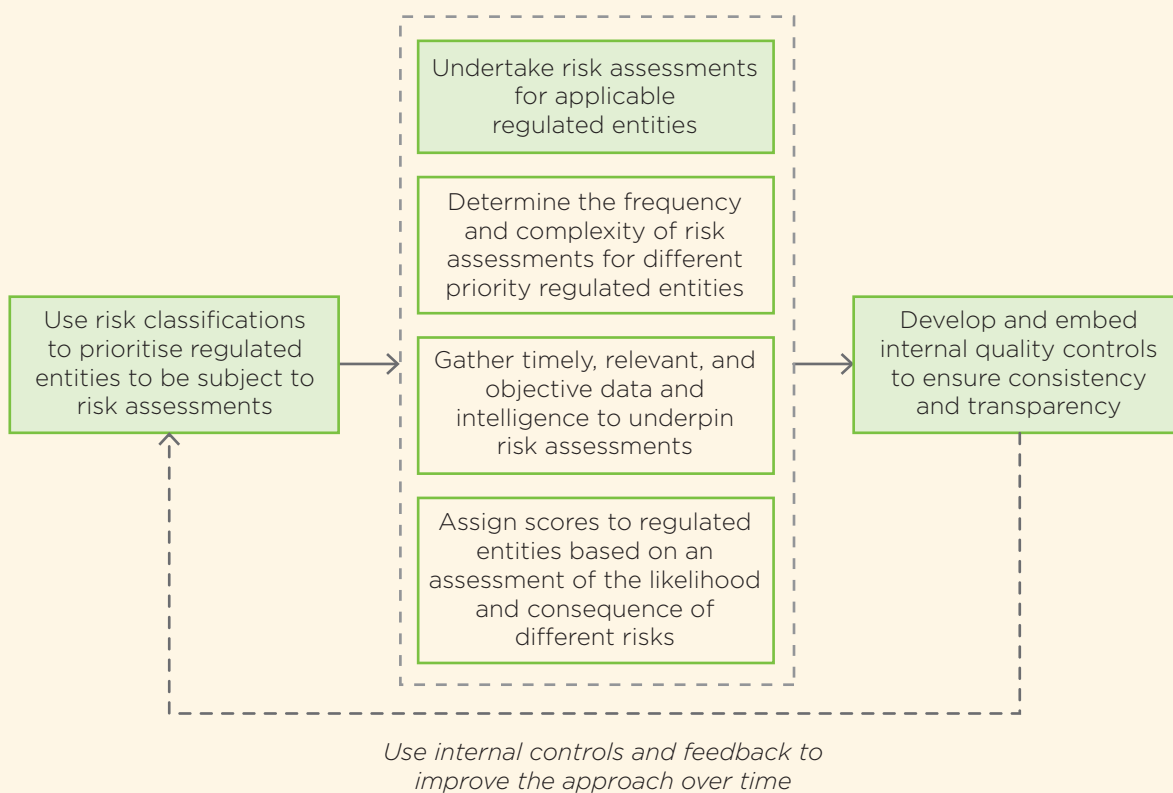 Use risk classifications
to prioritise regulated
entities to be subject to
risk assessments
Undertake risk assessments
for applicable
regulated entities
Determine the frequency
and complexity of risk
assessments for different
priority regulated entities
Gather timely, relevant, and
objective data and
intelligence to underpin
risk assessments
Assign scores to regulated
entities based on an
assessment of the likelihood
and consequence of
different risks
Develop and embed
internal quality controls
to ensure consistency
and transparency
Use internal controls and feedback to
improve the approach over time